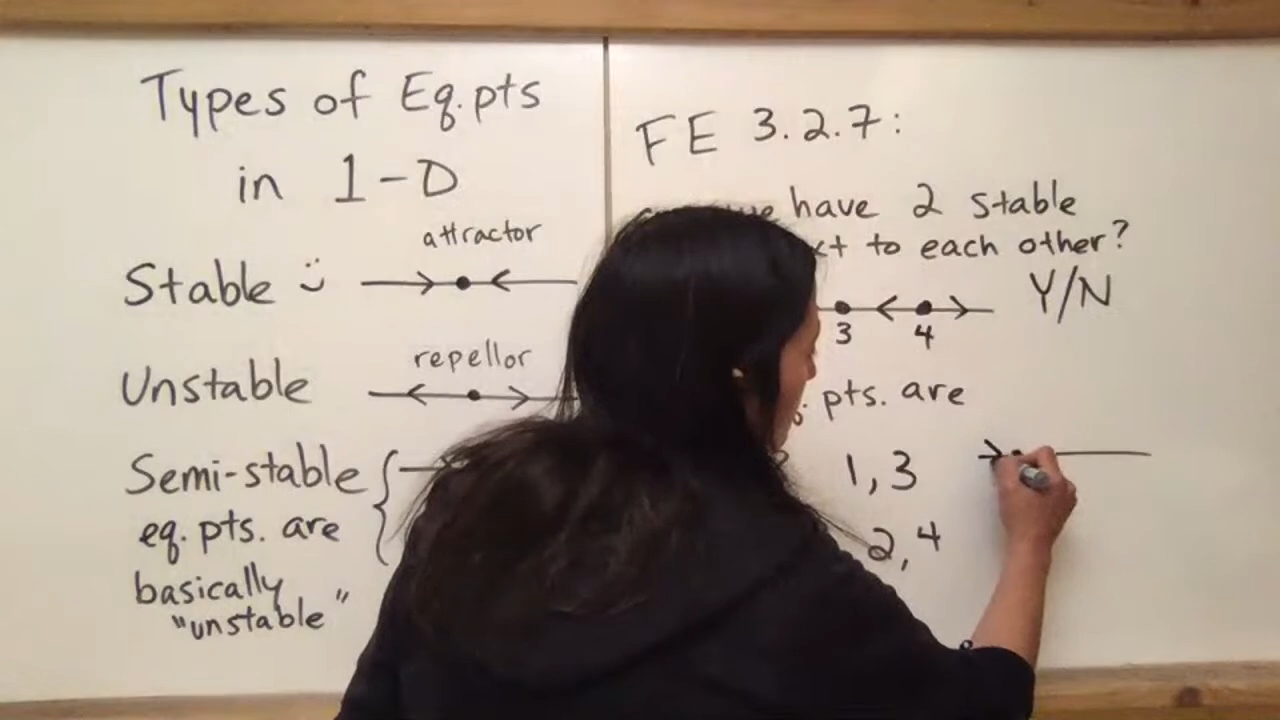 Types of Eq.pts
in 1-D
attractor
Stable
repellor
Unstable
Semi-stable
eq. pts. are
basically
"unstable"
FE 3.2.7:
have 2 stable
to each other?
Y/N
3 4
pts. are
1, 3
2, 4